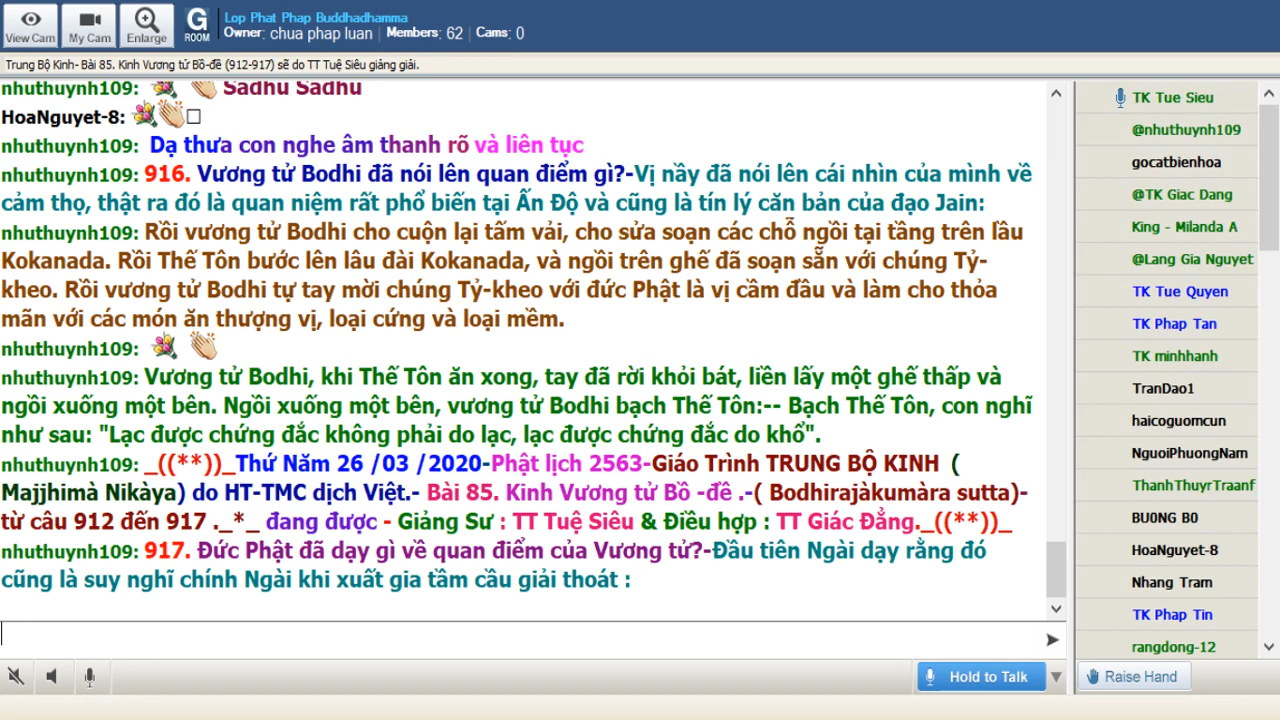 View Cam
My Cam
Enlarge
G
ROOM
Lop Phat Phap Buddhadhamma
Owner: chua phap luan | Members: 62 | Cams: 0
Trung Bộ Kinh- Bài 85. Kinh Vương tử Bồ-đề (912-917) sẽ do TT Tuệ Siêu giảng giải.
nhuthuynh109: Sadhu Sadhu
HoaNguyet-8:
nhuthuynh109: Dạ thưa con nghe âm thanh rõ và liên tục
nhuthuynh109: 916. Vương tử Bodhi đã nói lên quan điểm gì?-Vị nầy đã nói lên cái nhìn của mình về
cảm thọ, thật ra đó là quan niệm rất phổ biến tại Ấn Độ và cũng là tín lý căn bản của đạo Jain:
nhuthuynh109: Rồi vương tử Bodhi cho cuộn lại tấm vải, cho sửa soạn các chỗ ngồi tại tầng trên lầu
Kokanada. Rồi Thế Tôn bước lên lâu đài Kokanada, và ngồi trên ghế đã soạn sẵn với chúng Tỷ-
kheo. Rồi vương tử Bodhi tự tay mời chúng Tỷ-kheo với đức Phật là vị cầm đầu và làm cho thỏa
mãn với các món ăn thượng vị, loại cứng và loại mềm.
nhuthuynh109:
nhuthuynh109: Vương tử Bodhi, khi Thế Tôn ăn xong, tay đã rời khỏi bát, liền lấy một ghế thấp và
ngồi xuống một bên. Ngồi xuống một bên, vương tử Bodhi bạch Thế Tôn:-- Bạch Thế Tôn, con nghĩ
như sau: "Lạc được chứng đắc không phải do lạc, lạc được chứng đắc do khổ".
nhuthuynh109: _((**))_Thứ Năm 26 /03 /2020-Phật lịch 2563-Giáo Trình TRUNG BỘ KINH (
Majjhimà Nikàya) do HT-TMC dịch Việt.- Bài 85. Kinh Vương tử Bồ -đề .-( Bodhirajàkumàra sutta)-
từ câu 912 đến 917 ._*_ đang được - Giảng Sư : TT Tuệ Siêu & Điều hợp : TT Giác Đẳng._((**))_
nhuthuynh109: 917. Đức Phật đã dạy gì về quan điểm của Vương tử?-Đầu tiên Ngài dạy rằng đó
cũng là suy nghĩ chính Ngài khi xuất gia tầm cầu giải thoát :
Hold to Talk
TK Tue Sieu
@nhuthuynh109
gocatbienhoa
@TK Giac Dang
King - Milanda A
@Lang Gia Nguyet
TK Tue Quyen
TK Phap Tan
TK minhhanh
TranDao1
haicoguomcun
NguoiPhuongNam
ThanhThuyrTraanf
BU0NG B0
HoaNguyet-8
Nhang Tram
TK Phap Tin
rangdong-12
Raise Hand